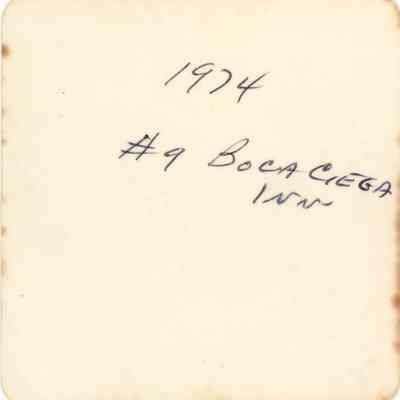 1974
#9 BOCA CIEGA
INN